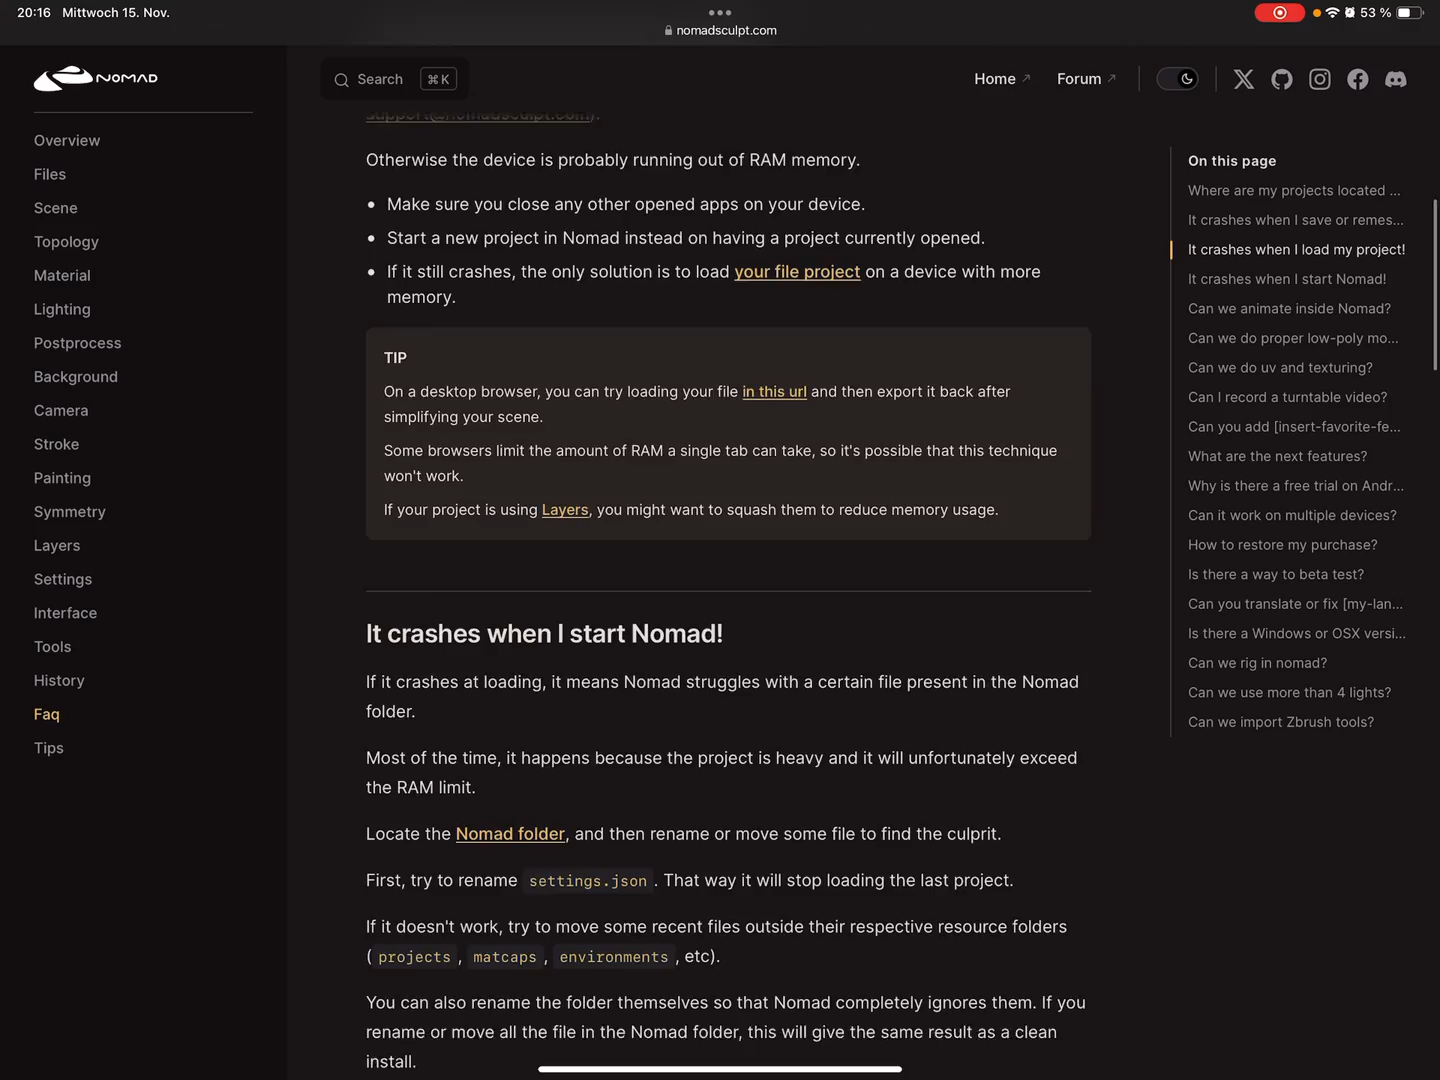 20:16 Mittwoch 15. Nov.
nomadsculpt.com
53 %
NOMAD
Search ⌘ K
Home ↗ Forum ↗
Overview
Files
Scene
Topology
Material
Lighting
Postprocess
Background
Camera
Stroke
Painting
Symmetry
Layers
Settings
Interface
Tools
History
Faq
Tips
support@nomadsculpt.com).
Otherwise the device is probably running out of RAM memory.
• Make sure you close any other opened apps on your device.
• Start a new project in Nomad instead on having a project currently opened.
• If it still crashes, the only solution is to load your file project on a device with more
memory.
TIP
On a desktop browser, you can try loading your file in this url and then export it back after
simplifying your scene.
Some browsers limit the amount of RAM a single tab can take, so it's possible that this technique
won't work.
If your project is using Layers, you might want to squash them to reduce memory usage.
It crashes when I start Nomad!
If it crashes at loading, it means Nomad struggles with a certain file present in the Nomad
folder.
Most of the time, it happens because the project is heavy and it will unfortunately exceed
the RAM limit.
Locate the Nomad folder, and then rename or move some file to find the culprit.
First, try to rename settings.json . That way it will stop loading the last project.
If it doesn't work, try to move some recent files outside their respective resource folders
( projects , matcaps , environments , etc).
You can also rename the folder themselves so that Nomad completely ignores them. If you
rename or move all the file in the Nomad folder, this will give the same result as a clean
install.
On this page
Where are my projects located ...
It crashes when I save or remes...
It crashes when I load my project!
It crashes when I start Nomad!
Can we animate inside Nomad?
Can we do proper low-poly mo...
Can we do uv and texturing?
Can I record a turntable video?
Can you add [insert-favorite-fe...
What are the next features?
Why is there a free trial on Andr...
Can it work on multiple devices?
How to restore my purchase?
Is there a way to beta test?
Can you translate or fix [my-lan...
Is there a Windows or OSX versi...
Can we rig in nomad?
Can we use more than 4 lights?
Can we import Zbrush tools?